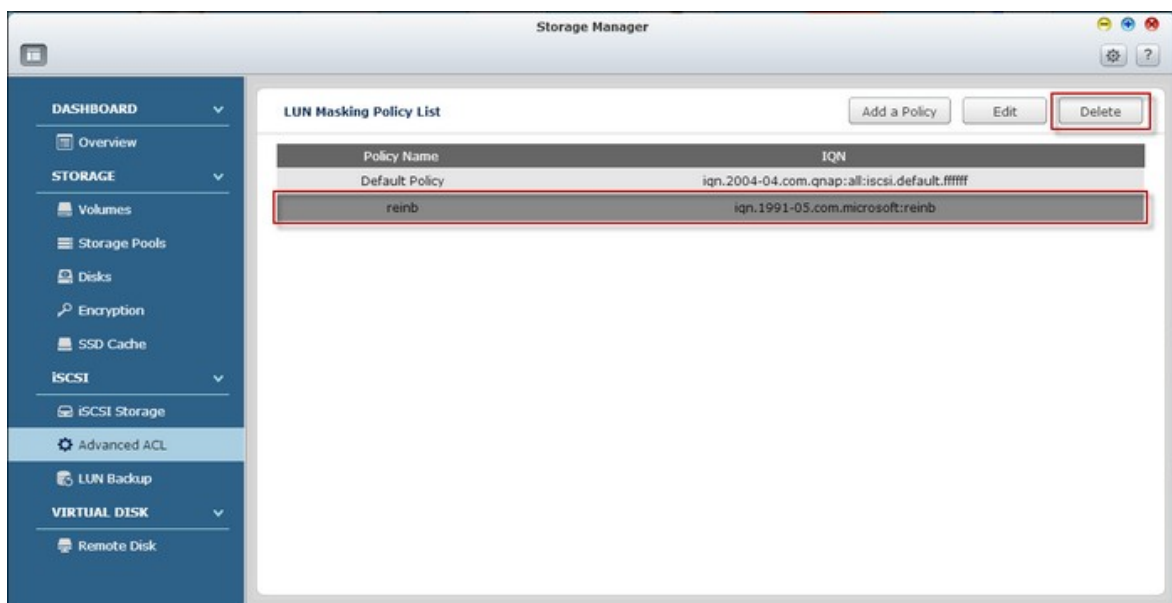 Storage Manager
?
DASHBOARD
Overview
STORAGE
Volumes
Storage Pools
Disks
Encryption
SSD Cache
iSCSI
iSCSI Storage
Advanced ACL
LUN Backup
VIRTUAL DISK
Remote Disk
LUN Masking Policy List
Add a Policy
Edit
Delete
Policy Name IQN
Default Policy iqn.2004-04.com.qnap:all:iscsi.default.ffffff
reinb iqn.1991-05.com.microsoft:reinb